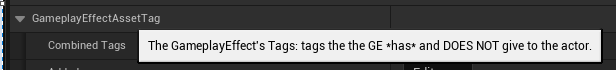 GameplayEffectAssetTag
Combined Tags
The GameplayEffect's Tags: tags the the GE *has* and DOES NOT give to the actor.